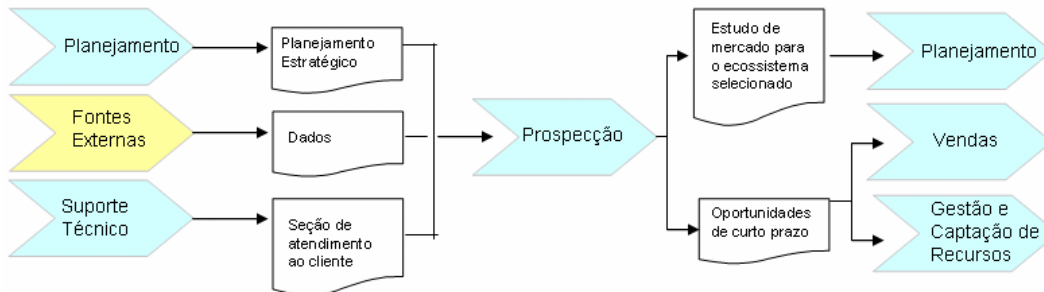 Planejamento
Planejamento
Estratégico
Fontes
Externas
Dados
Suporte
Técnico
Seção de
atendimento
ao cliente
Prospecção
Estudo de
mercado para
o ecossistema
selecionado
Planejamento
Oportunidades
de curto prazo
Vendas
Gestão e
Captação de
Recursos